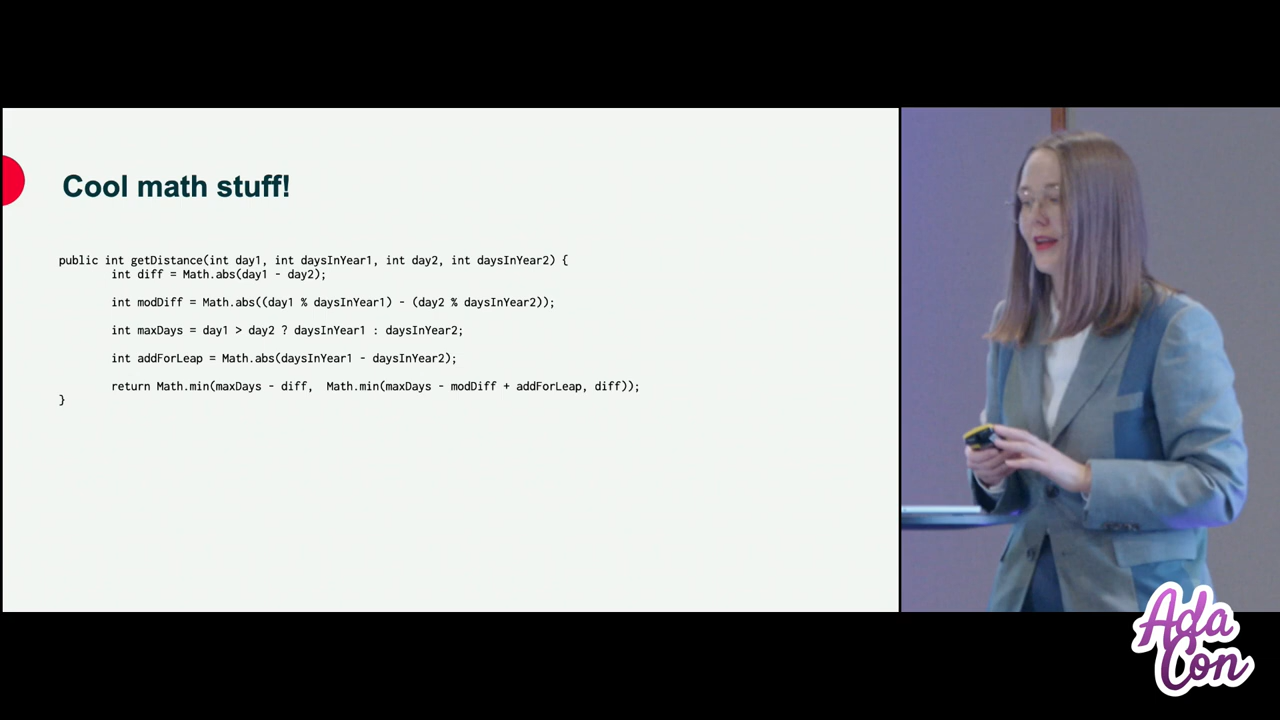 Cool math stuff!
public int getDistance(int day1, int daysInYear1, int day2, int daysInYear2) {
int diff = Math.abs(day1 - day2);
int modDiff = Math.abs((day1 % daysInYear1) - (day2 % daysInYear2));
int maxDays = day1 > day2 ? daysInYear1 : daysInYear2;
int addForLeap = Math.abs(daysInYear1 - daysInYear2);
return Math.min(maxDays - diff,  Math.min(maxDays - modDiff + addForLeap, diff));
}
Ada
Con